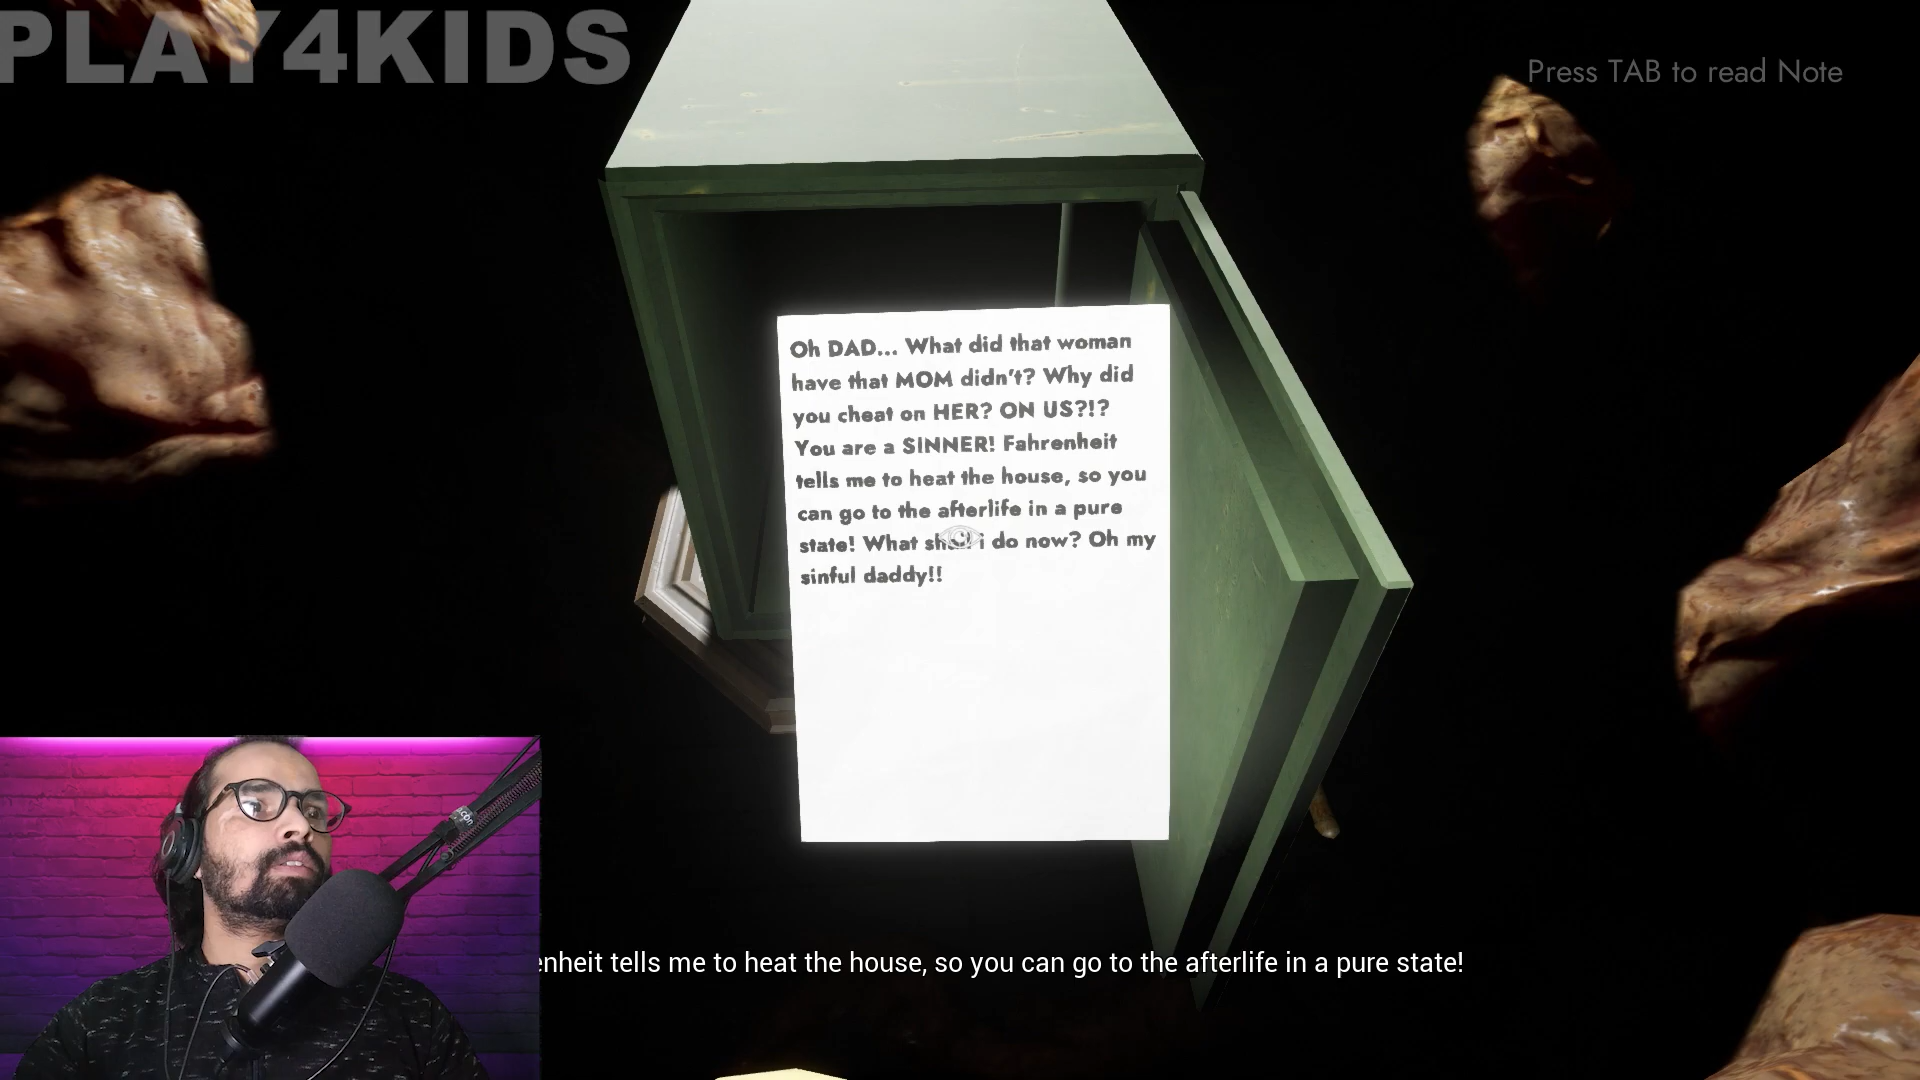 PLAY4KIDS
Press TAB to read Note
Oh DAD... What did that woman
have that MOM didn't? Why did
you cheat on HER? ON US?!?
You are a SINNER! Fahrenheit
tells me to heat the house, so you
can go to the afterlife in a pure
state! What i do now? Oh my
sinful daddy!!
enheit tells me to heat the house, so you can go to the afterlife in a pure state!